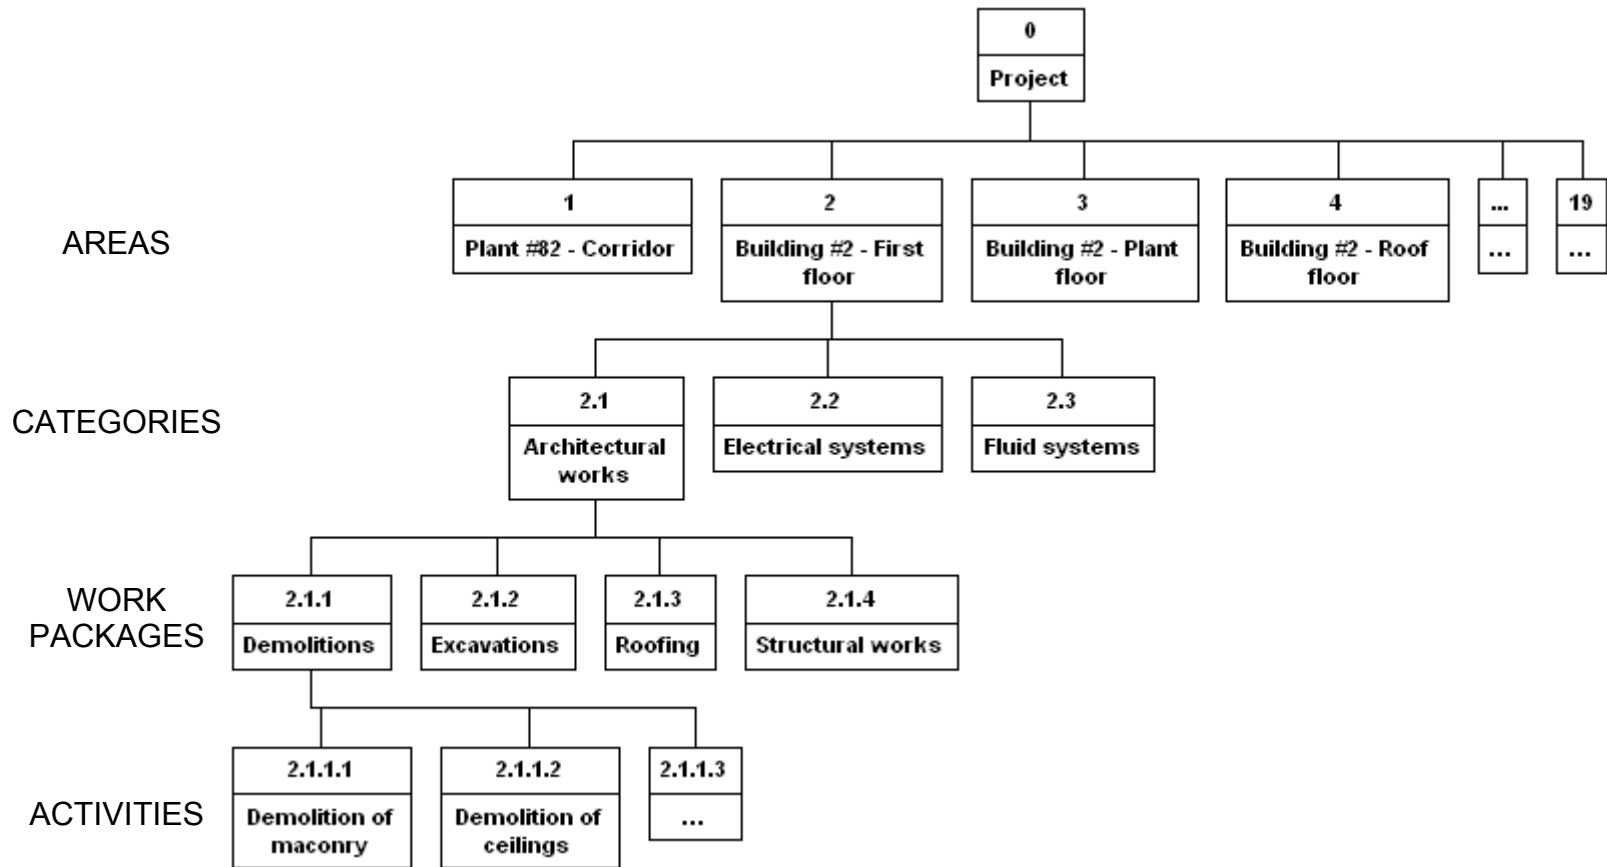 0
Project
AREAS
1
Plant #82 - Corridor
2
Building #2 - First
floor
3
Building #2 - Plant
floor
4
Building #2 - Roof
floor
...
...
19
...
CATEGORIES
2.1
Architectural
works
2.2
Electrical systems
2.3
Fluid systems
WORK
PACKAGES
2.1.1
Demolitions
2.1.2
Excavations
2.1.3
Roofing
2.1.4
Structural works
ACTIVITIES
2.1.1.1
Demolition of
maconry
2.1.1.2
Demolition of
ceilings
2.1.1.3
...